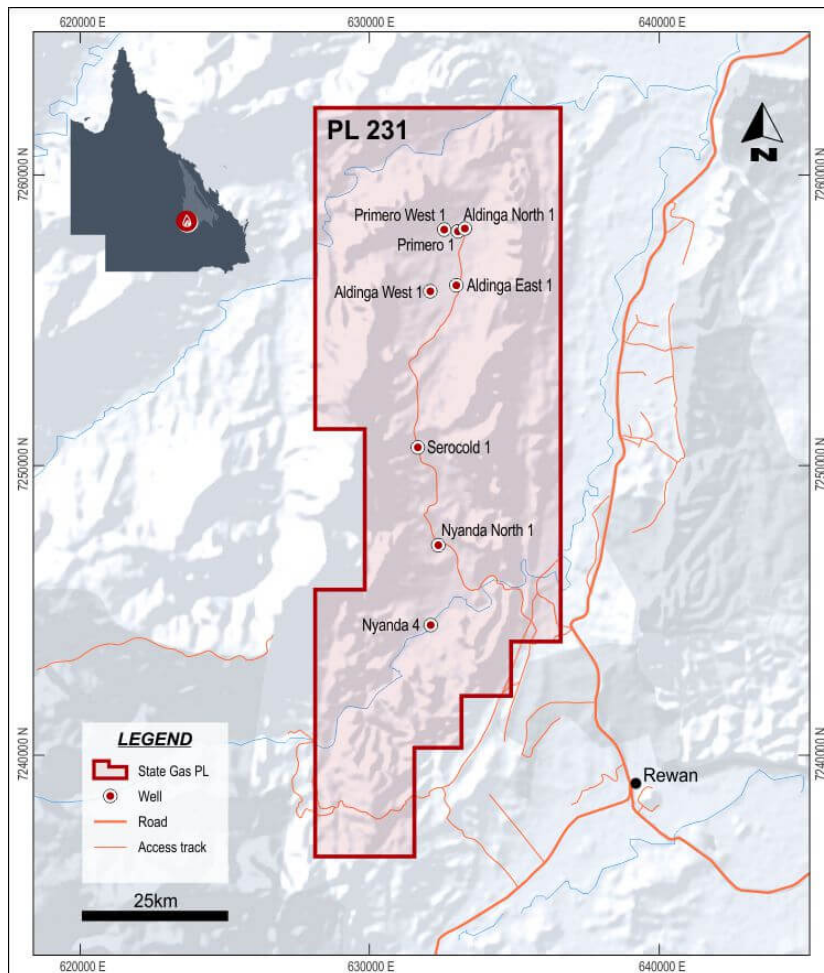 620000 E
630000 E
640000 E
PL 231
N
7260000 N
7260000 N
Primero West 1
Aldinga North 1
Primero 1
Aldinga West 1
Aldinga East 1
Serocold 1
7250000 N
7250000 N
Nyanda North 1
Nyanda 4
LEGEND
State Gas PL
Well
Road
Access track
7240000 N
7240000 N
Rewan
25km
620000 E
630000 E
640000 E